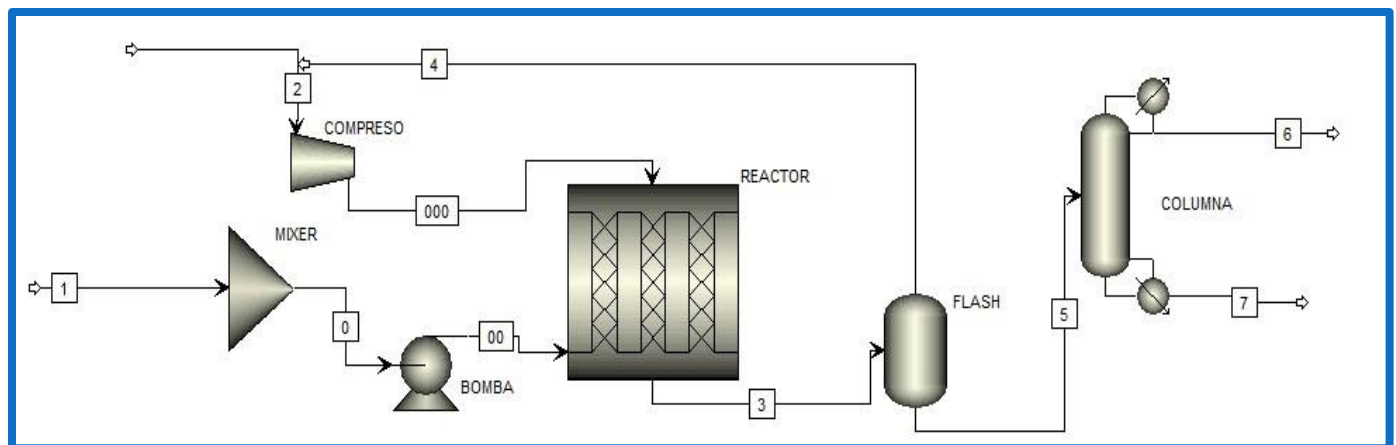 4
2
COMPRESO
6
REACTOR
COLUMNA
000
MIXER
1
FLASH
7
5
0
00
BOMBA
3